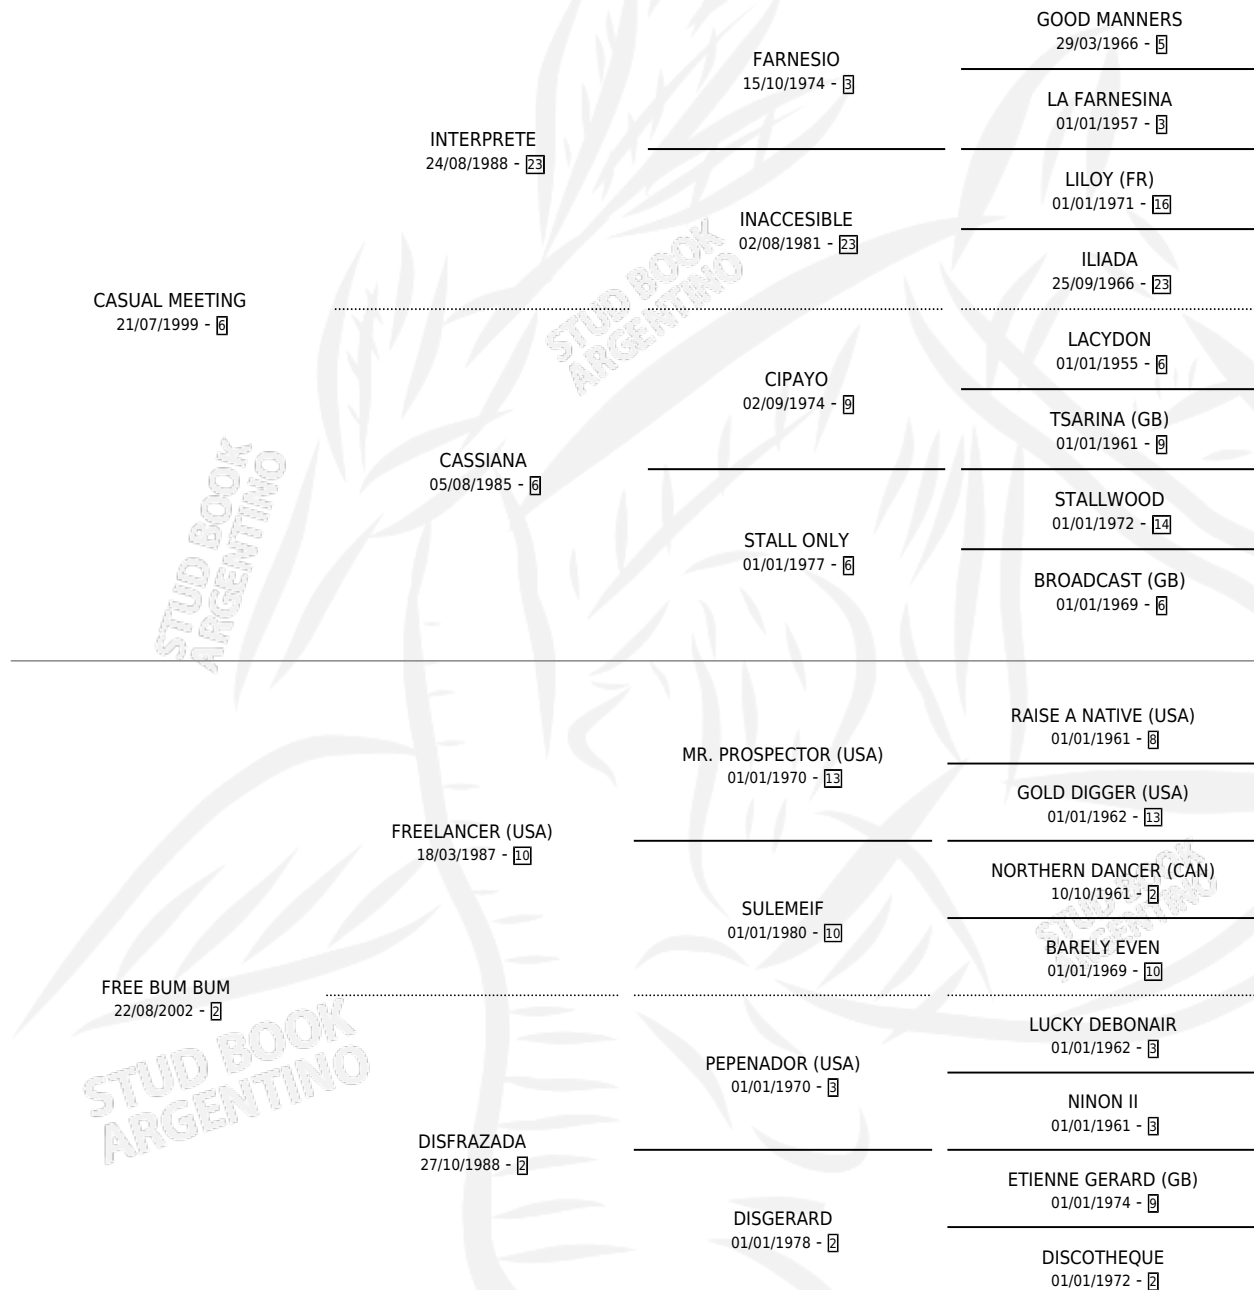 GOOD MANNERS
29/03/1966 - 5
FARNESIO
15/10/1974 - 3
LA FARNESINA
01/01/1957 - 3
INTERPRETE
24/08/1988 - 23
LILOY (FR)
01/01/1971 - 16
INACCESIBLE
02/08/1981 - 23
ILIADA
25/09/1966 - 23
CASUAL MEETING
21/07/1999 - 6
LACYDON
01/01/1955 - 6
CIPAYO
02/09/1974 - 9
TSARINA (GB)
01/01/1961 - 9
CASSIANA
05/08/1985 - 6
STALLWOOD
01/01/1972 - 14
STALL ONLY
01/01/1977 - 6
BROADCAST (GB)
01/01/1969 - 6
RAISE A NATIVE (USA)
01/01/1961 - 8
MR. PROSPECTOR (USA)
01/01/1970 - 13
GOLD DIGGER (USA)
01/01/1962 - 13
FREELANCER (USA)
18/03/1987 - 10
NORTHERN DANCER (CAN)
10/10/1961 - 2
SULEMEIF
01/01/1980 - 10
BARELY EVEN
01/01/1969 - 10
FREE BUM BUM
22/08/2002 - 2
LUCKY DEBONAIR
01/01/1962 - 3
PEPENADOR (USA)
01/01/1970 - 3
NINON II
01/01/1961 - 3
DISFRAZADA
27/10/1988 - 2
ETIENNE GERARD (GB)
01/01/1974 - 9
DISGERARD
01/01/1978 - 2
DISCOTHEQUE
01/01/1972 - 2
STUD BOOK
ARGENTINO
STUD BOOK
ARGENTINO
STUD BOOK
ARGENTINO
STUD BOOK
ARGENTINO